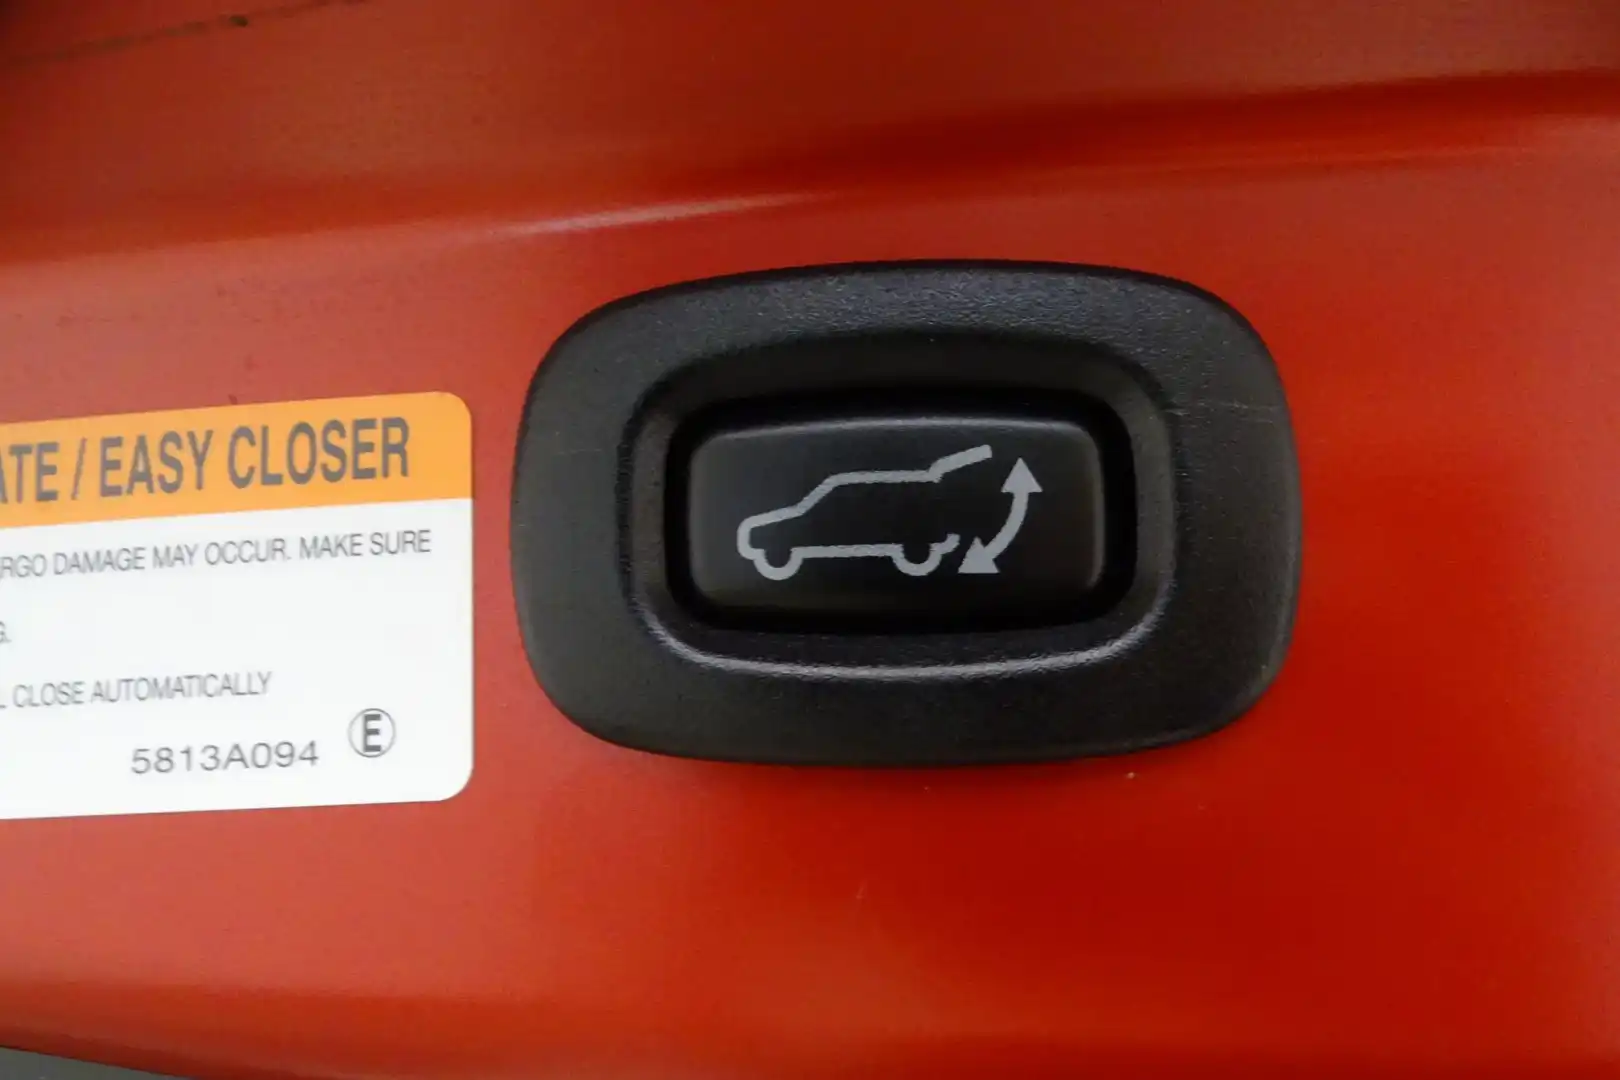 ATE / EASY CLOSER
RGO DAMAGE MAY OCCUR. MAKE SURE
G.
L CLOSE AUTOMATICALLY
5813A094 E